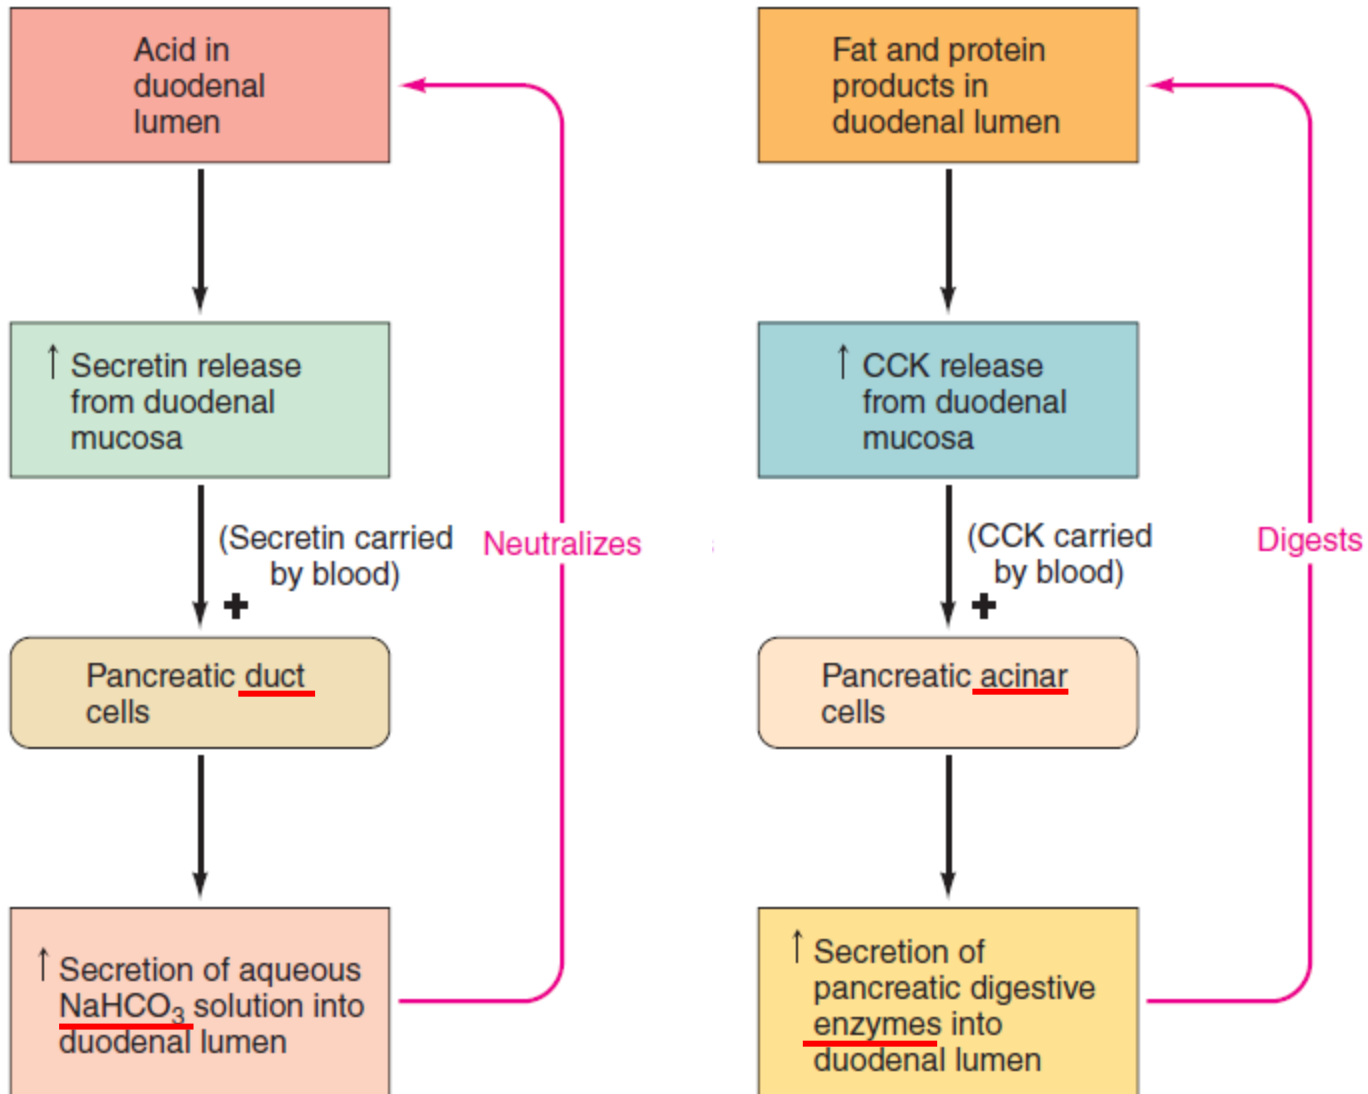 Acid in
duodenal
lumen
↑ Secretin release
from duodenal
mucosa
(Secretin carried
by blood)
+
Neutralizes
Pancreatic duct
cells
↑ Secretion of aqueous
NaHCO₃ solution into
duodenal lumen
Fat and protein
products in
duodenal lumen
↑ CCK release
from duodenal
mucosa
(CCK carried
by blood)
+
Digests
Pancreatic acinar
cells
↑ Secretion of
pancreatic digestive
enzymes into
duodenal lumen